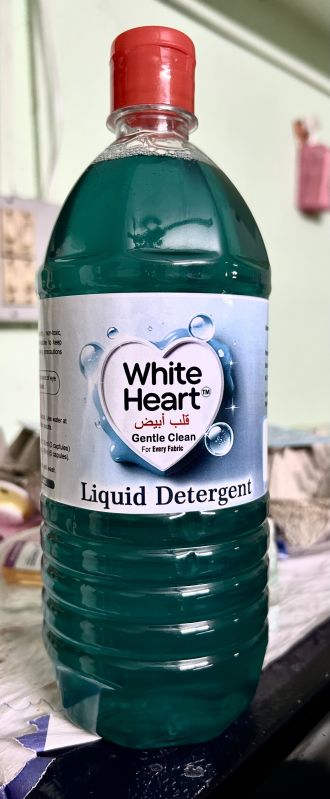 White
Heart™
قلب أبيض
Gentle Clean
For Every Fabric
Liquid Detergent